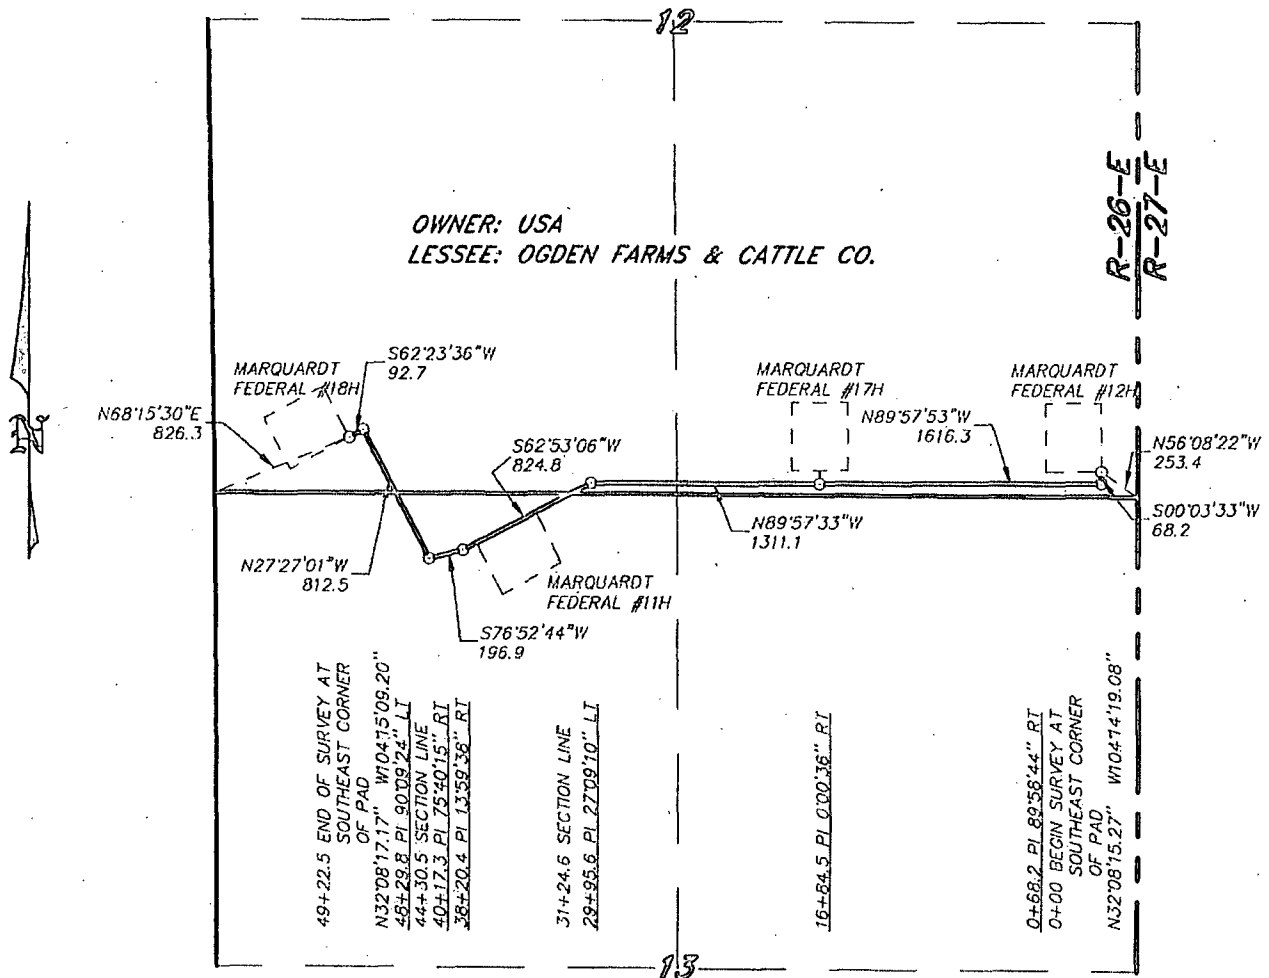 12
R-26-E
R-27-E
OWNER: USA
LESSEE: OGDEN FARMS & CATTLE CO.
S62°23'36"W
92.7
MARQUARDT
FEDERAL #18H
N68°15'30"E
826.3
S62°53'06"W
824.8
MARQUARDT
FEDERAL #17H
N89°57'53"W
1616.3
MARQUARDT
FEDERAL #12H
N56°08'22"W
253.4
S00°03'33"W
68.2
N89°57'33"W
1311.1
N27°27'01"W
812.5
MARQUARDT
FEDERAL #11H
S76°52'44"W
196.9
49+22.5 END OF SURVEY AT
SOUTHEAST CORNER
OF PAD
N32°08'17.17" W104°15'09.20"
48+29.8 PI 90°09'24" LT
44+30.5 SECTION LINE
40+17.3 PI 75°40'15" RT
38+20.4 PI 13°59'38" RT
31+24.6 SECTION LINE
29+95.6 PI 27°09'10" LT
16+84.5 PI 0°00'36" RT
0+68.2 PI 89°58'44" RT
0+00 BEGIN SURVEY AT
SOUTHEAST CORNER
OF PAD
N32°08'15.27" W104°14'19.08"
13